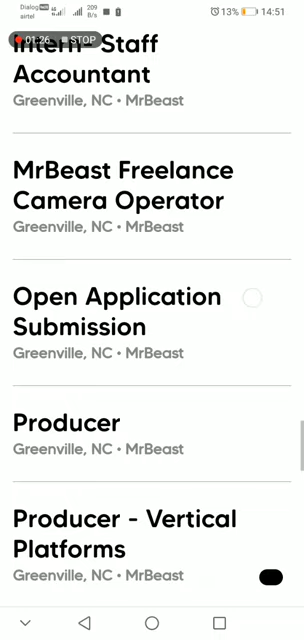 Dialog airtel 209 B/s 13% 14:51
01:26 STOP
Intern- Staff
Accountant
Greenville, NC • MrBeast
MrBeast Freelance
Camera Operator
Greenville, NC • MrBeast
Open Application
Submission
Greenville, NC • MrBeast
Producer
Greenville, NC • MrBeast
Producer - Vertical
Platforms
Greenville, NC • MrBeast